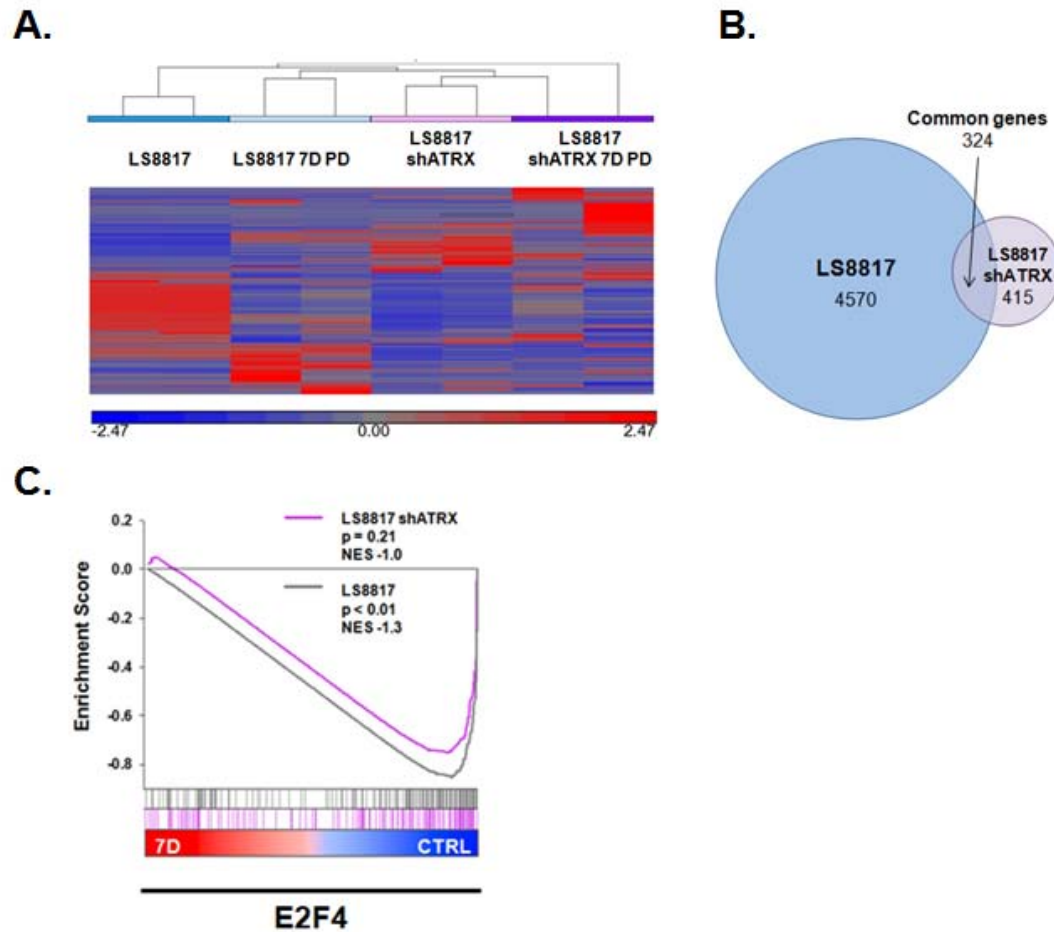 A.
LS8817
LS8817 7D PD
LS8817
shATRX
LS8817
shATRX 7D PD
-2.47
0.00
2.47
B.
Common genes
324
LS8817
4570
LS8817
shATRX
415
C.
Enrichment Score
0.2
0.0
-0.2
-0.4
-0.6
-0.8
LS8817 shATRX
p = 0.21
NES -1.0
LS8817
p < 0.01
NES -1.3
7D
CTRL
E2F4